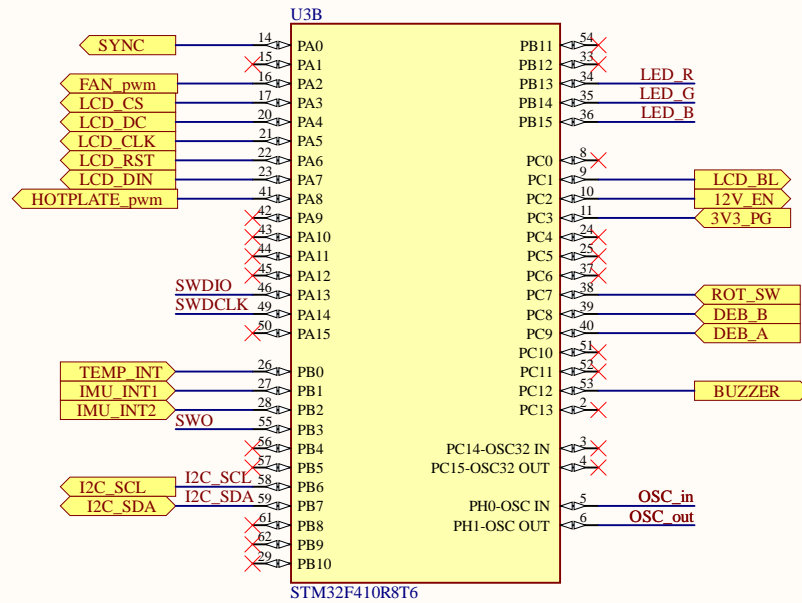 U3B
SYNC 14 PA0 PB11 54
15 PA1 PB12 33
FAN_pwm 16 PA2 PB13 34 LED_R
LCD_CS 17 PA3 PB14 35 LED_G
LCD_DC 20 PA4 PB15 36 LED_B
LCD_CLK 21 PA5
LCD_RST 22 PA6 PC0 8
LCD_DIN 23 PA7 PC1 9 LCD_BL
HOTPLATE_pwm 41 PA8 PC2 10 12V_EN
42 PA9 PC3 11 3V3_PG
43 PA10 PC4 24
44 PA11 PC5 25
45 PA12 PC6 37
SWDIO 46 PA13 PC7 38 ROT_SW
SWDCLK 49 PA14 PC8 39 DEB_B
50 PA15 PC9 40 DEB_A
PC10 51
TEMP_INT 26 PB0 PC11 52
IMU_INT1 27 PB1 PC12 53 BUZZER
IMU_INT2 28 PB2 PC13 2
SWO 55 PB3
56 PB4 PC14-OSC32 IN 3
57 PB5 PC15-OSC32 OUT 4
I2C_SCL I2C_SCL 58 PB6
I2C_SDA I2C_SDA 59 PB7 PH0-OSC IN 5 OSC_in
61 PB8 PH1-OSC OUT 6 OSC_out
62 PB9
29 PB10
STM32F410R8T6